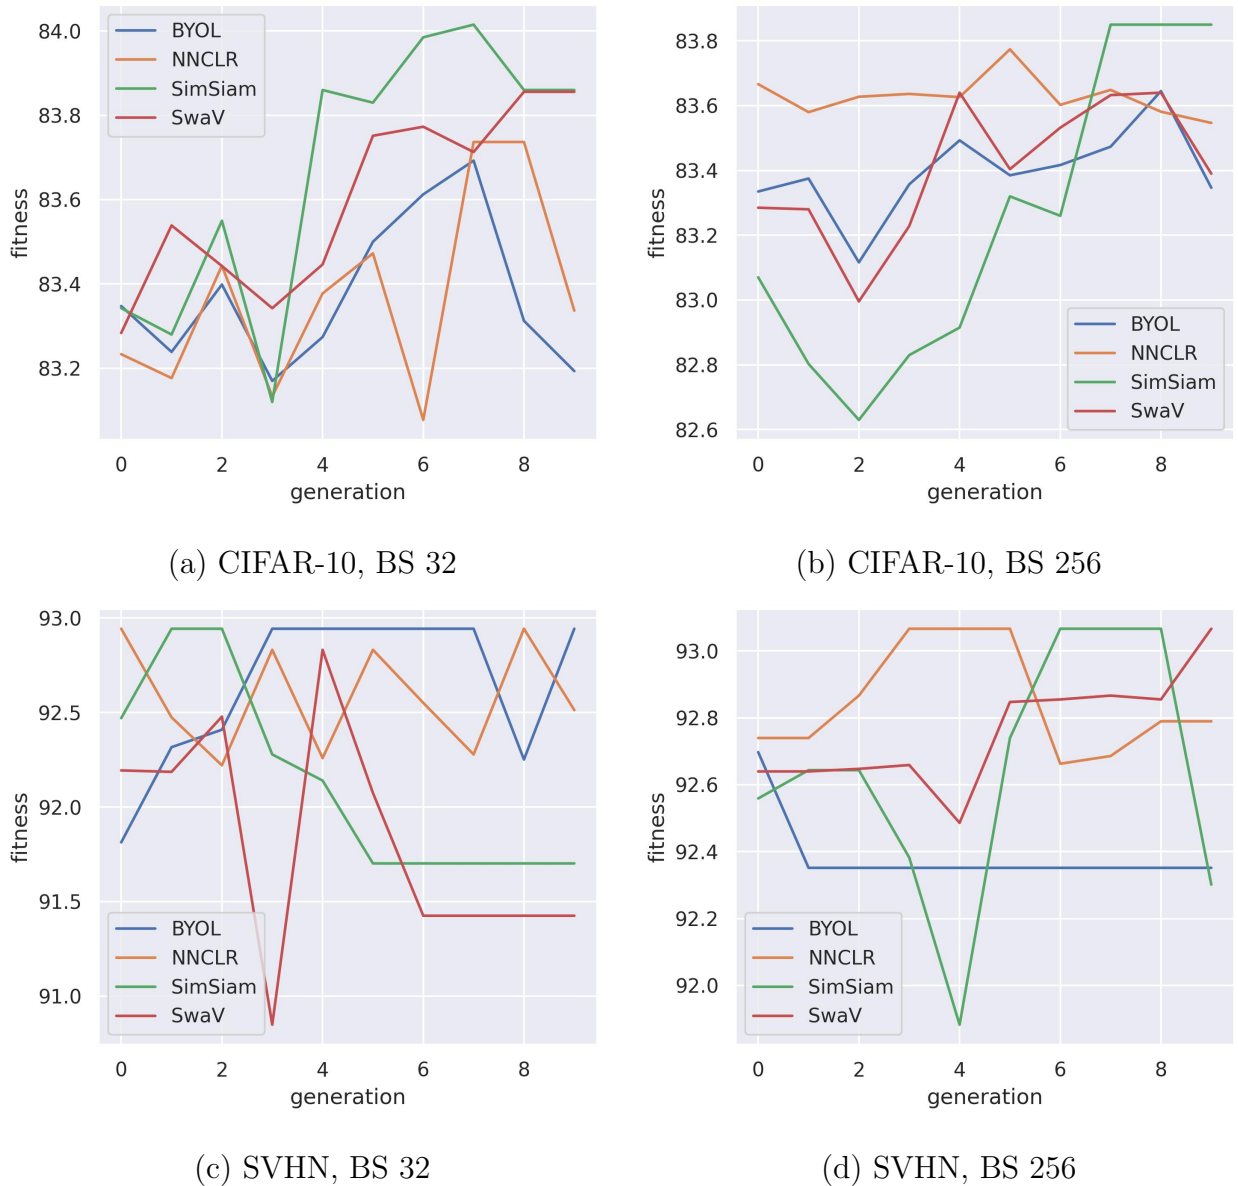 84.0
83.8
83.6
83.4
83.2
fitness
BYOL
NNCLR
SimSiam
SwaV
0 2 4 6 8
generation
(a) CIFAR-10, BS 32
83.8
83.6
83.4
83.2
83.0
82.8
82.6
fitness
BYOL
NNCLR
SimSiam
SwaV
0 2 4 6 8
generation
(b) CIFAR-10, BS 256
93.0
92.5
92.0
91.5
91.0
fitness
BYOL
NNCLR
SimSiam
SwaV
0 2 4 6 8
generation
(c) SVHN, BS 32
93.0
92.8
92.6
92.4
92.2
92.0
fitness
BYOL
NNCLR
SimSiam
SwaV
0 2 4 6 8
generation
(d) SVHN, BS 256